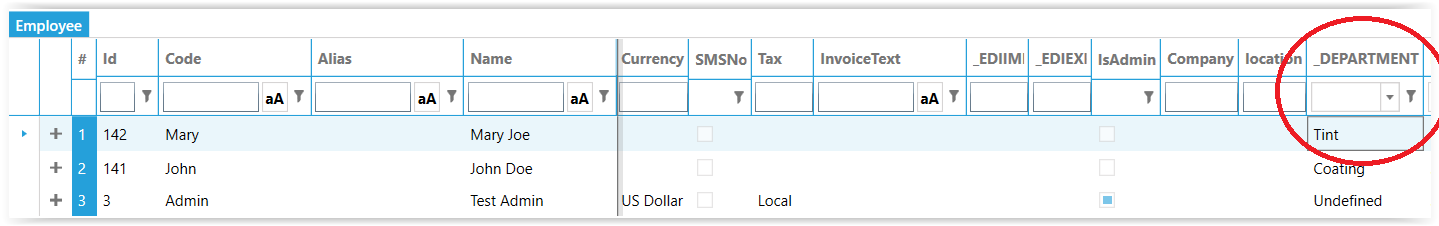 Employee
# Id Code Alias Name Currency SMSNo Tax InvoiceText _EDIIMI _EDIEXI IsAdmin Company location _DEPARTMENT
aA aA aA aA
1 142 Mary Mary Joe Tint
2 141 John John Doe Coating
3 3 Admin Test Admin US Dollar Local Undefined